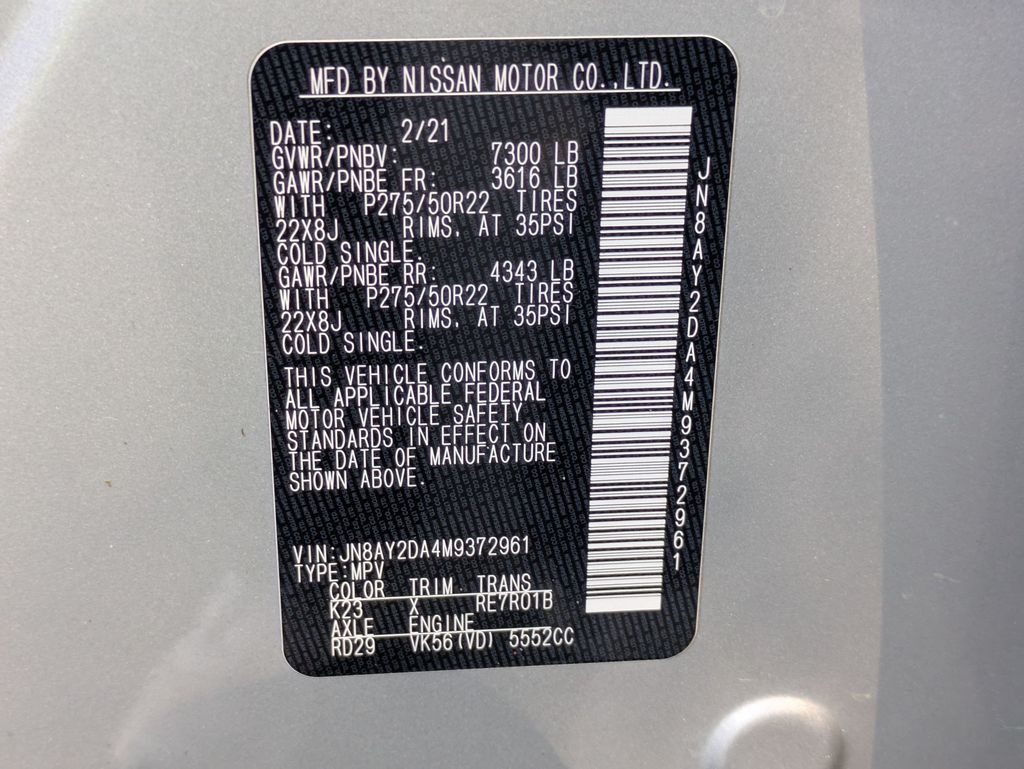 MFD BY NISSAN MOTOR CO.,LTD.
DATE: 2/21
GVWR/PNBV: 7300 LB
GAWR/PNBE FR: 3616 LB
WITH P275/50R22 TIRES
22X8J RIMS, AT 35PSI
COLD SINGLE.
GAWR/PNBE RR: 4343 LB
WITH P275/50R22 TIRES
22X8J RIMS, AT 35PSI
COLD SINGLE.
THIS VEHICLE CONFORMS TO
ALL APPLICABLE FEDERAL
MOTOR VEHICLE SAFETY
STANDARDS IN EFFECT ON
THE DATE OF MANUFACTURE
SHOWN ABOVE.
VIN:JN8AY2DA4M9372961
TYPE:MPV
COLOR TRIM TRANS
K23 X RE7R01B
AXLE ENGINE
RD29 VK56(VD) 5552CC
JN8AY2DA4M9372961